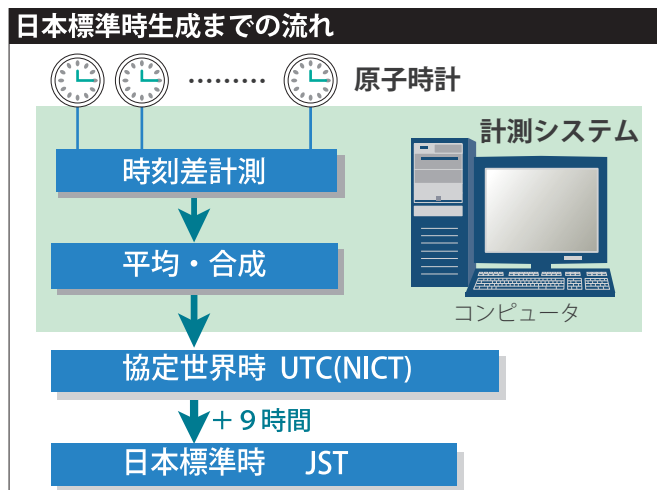 日本標準時生成までの流れ
……… 原子時計
計測システム
時刻差計測
平均・合成
コンピュータ
協定世界時 UTC(NICT)
+9時間
日本標準時 JST